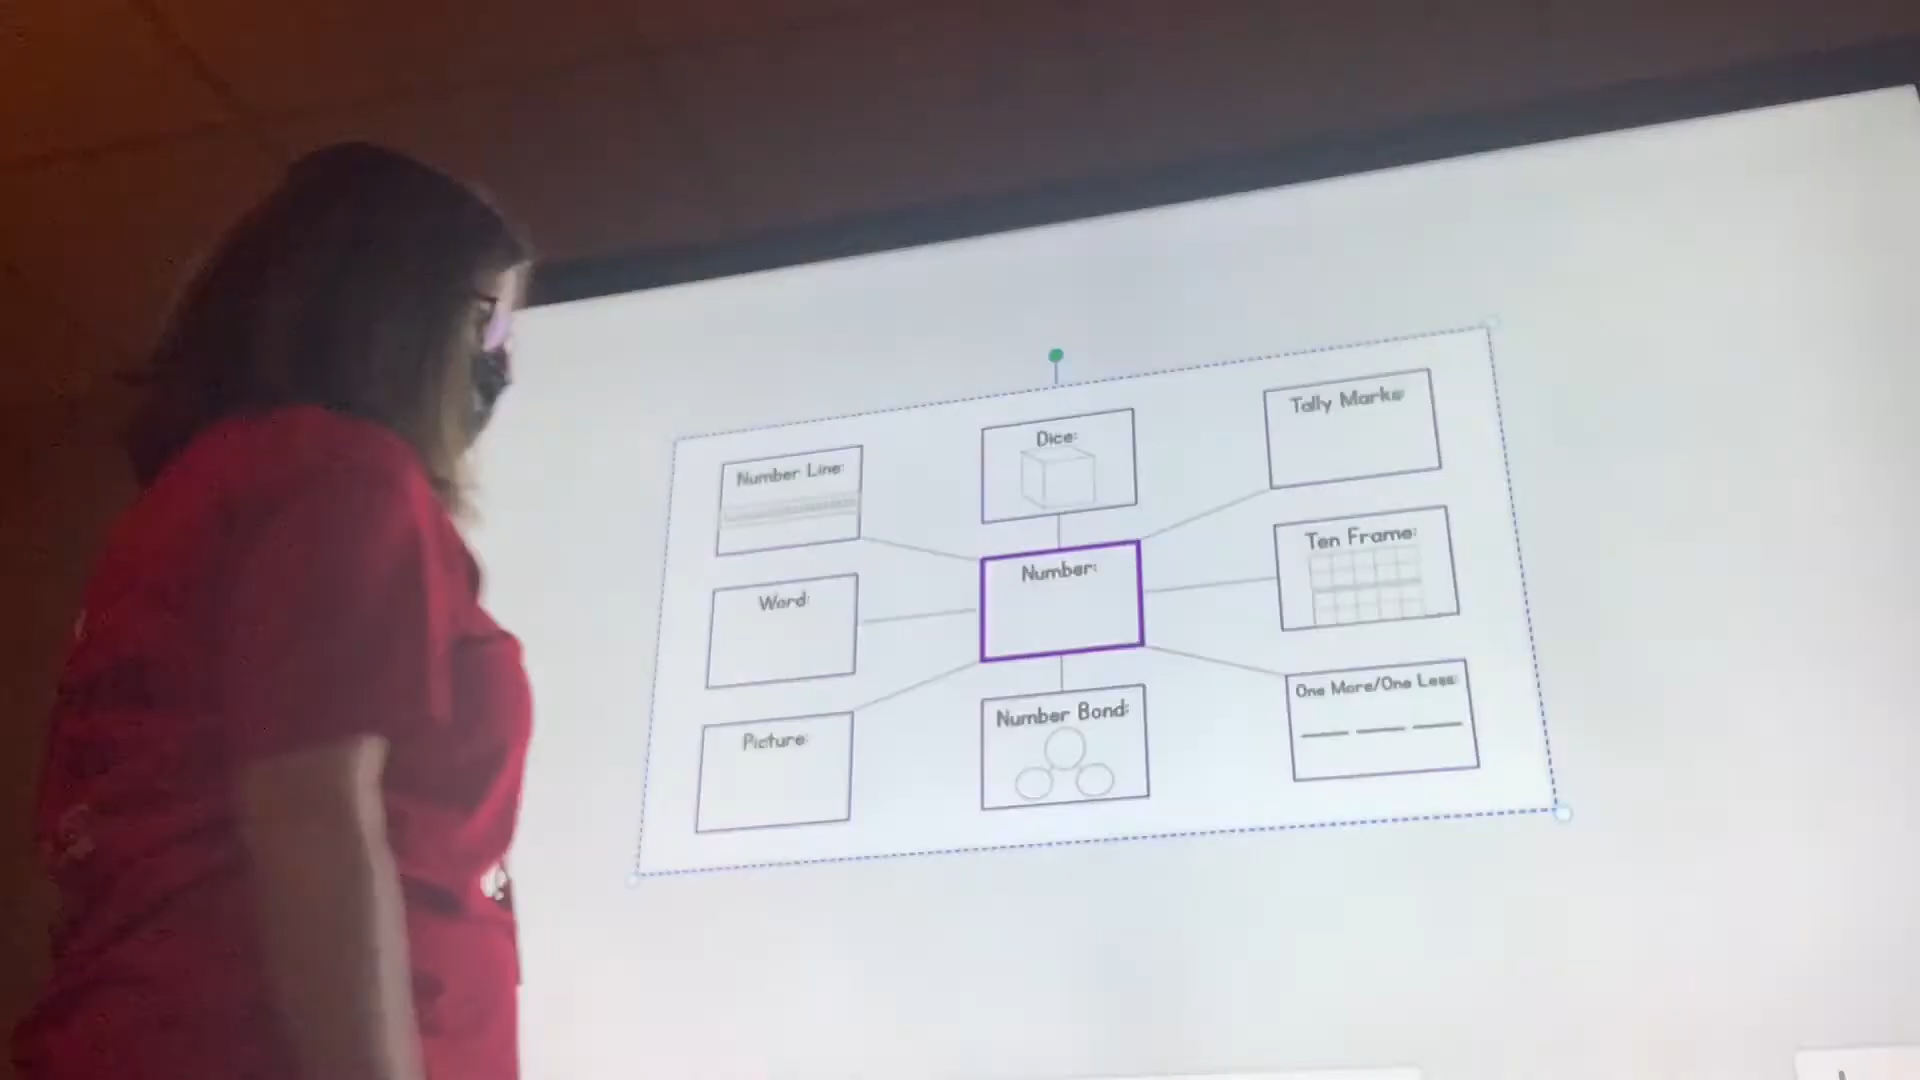 Number Line:
Dice:
Tally Marks:
Word:
Number:
Ten Frame:
Picture:
Number Bond:
One More/One Less: